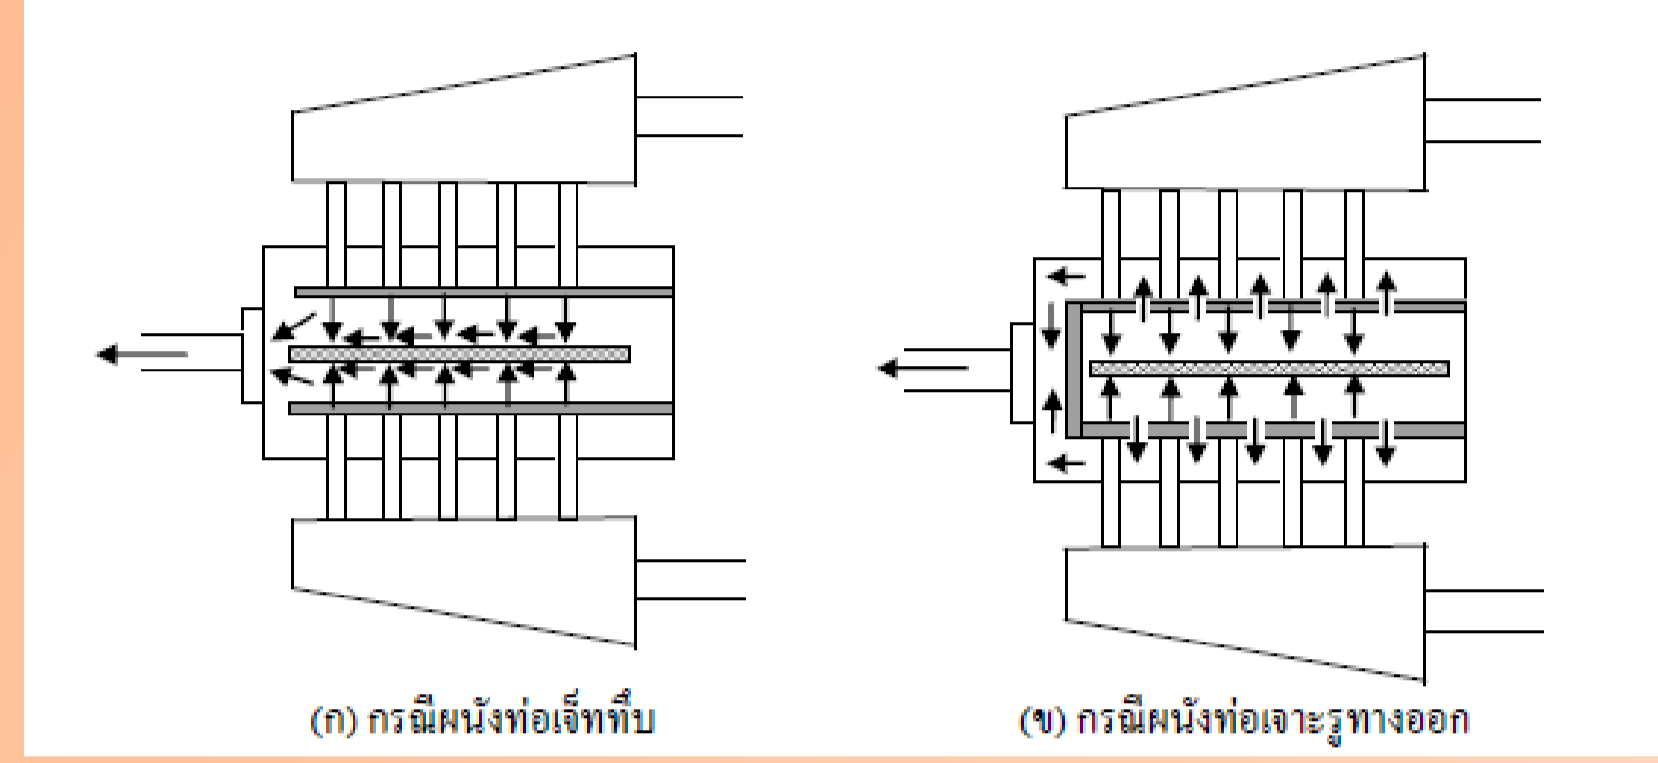 (ก) กรณีผนังท่อเจ็ททึบ
(ข) กรณีผนังท่อเจาะรูทางออก